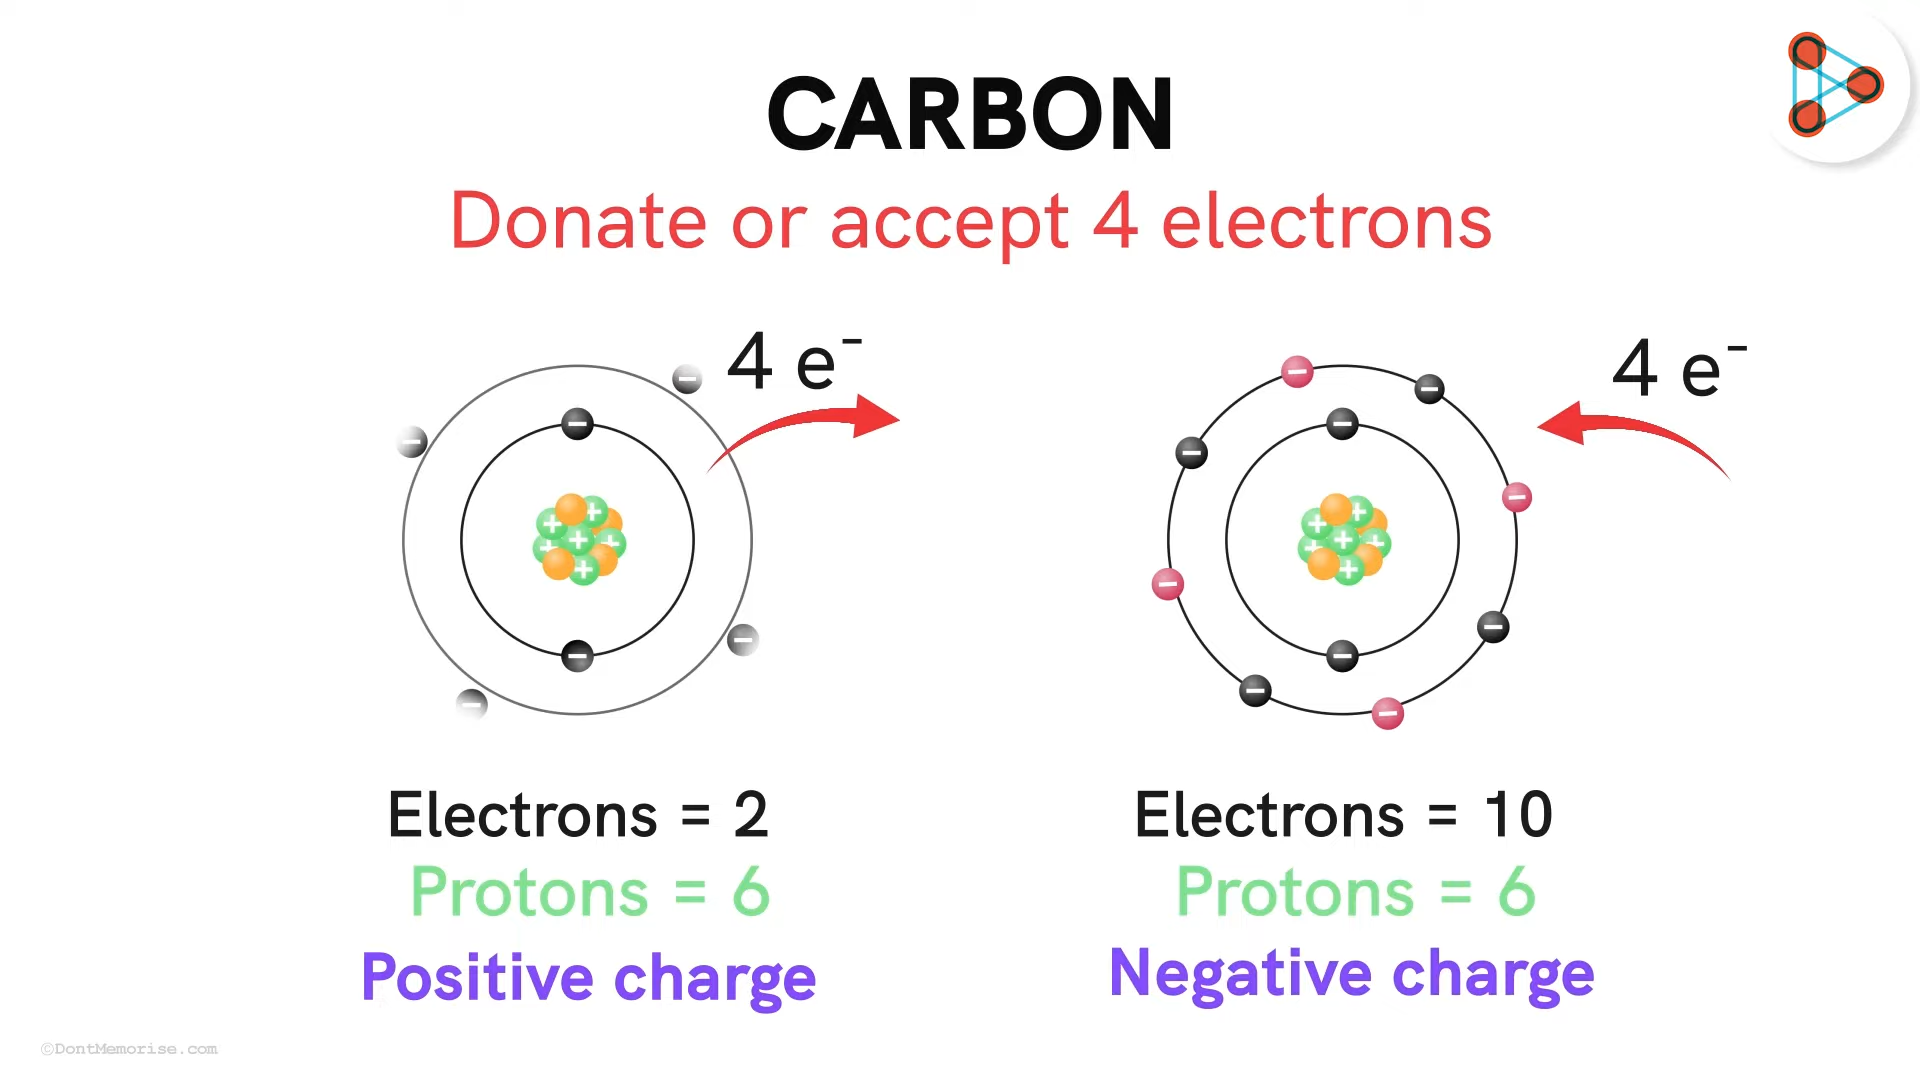 CARBON
Donate or accept 4 electrons
4 e⁻
4 e⁻
Electrons = 2
Protons = 6
Positive charge
Electrons = 10
Protons = 6
Negative charge
©DontMemorise.com